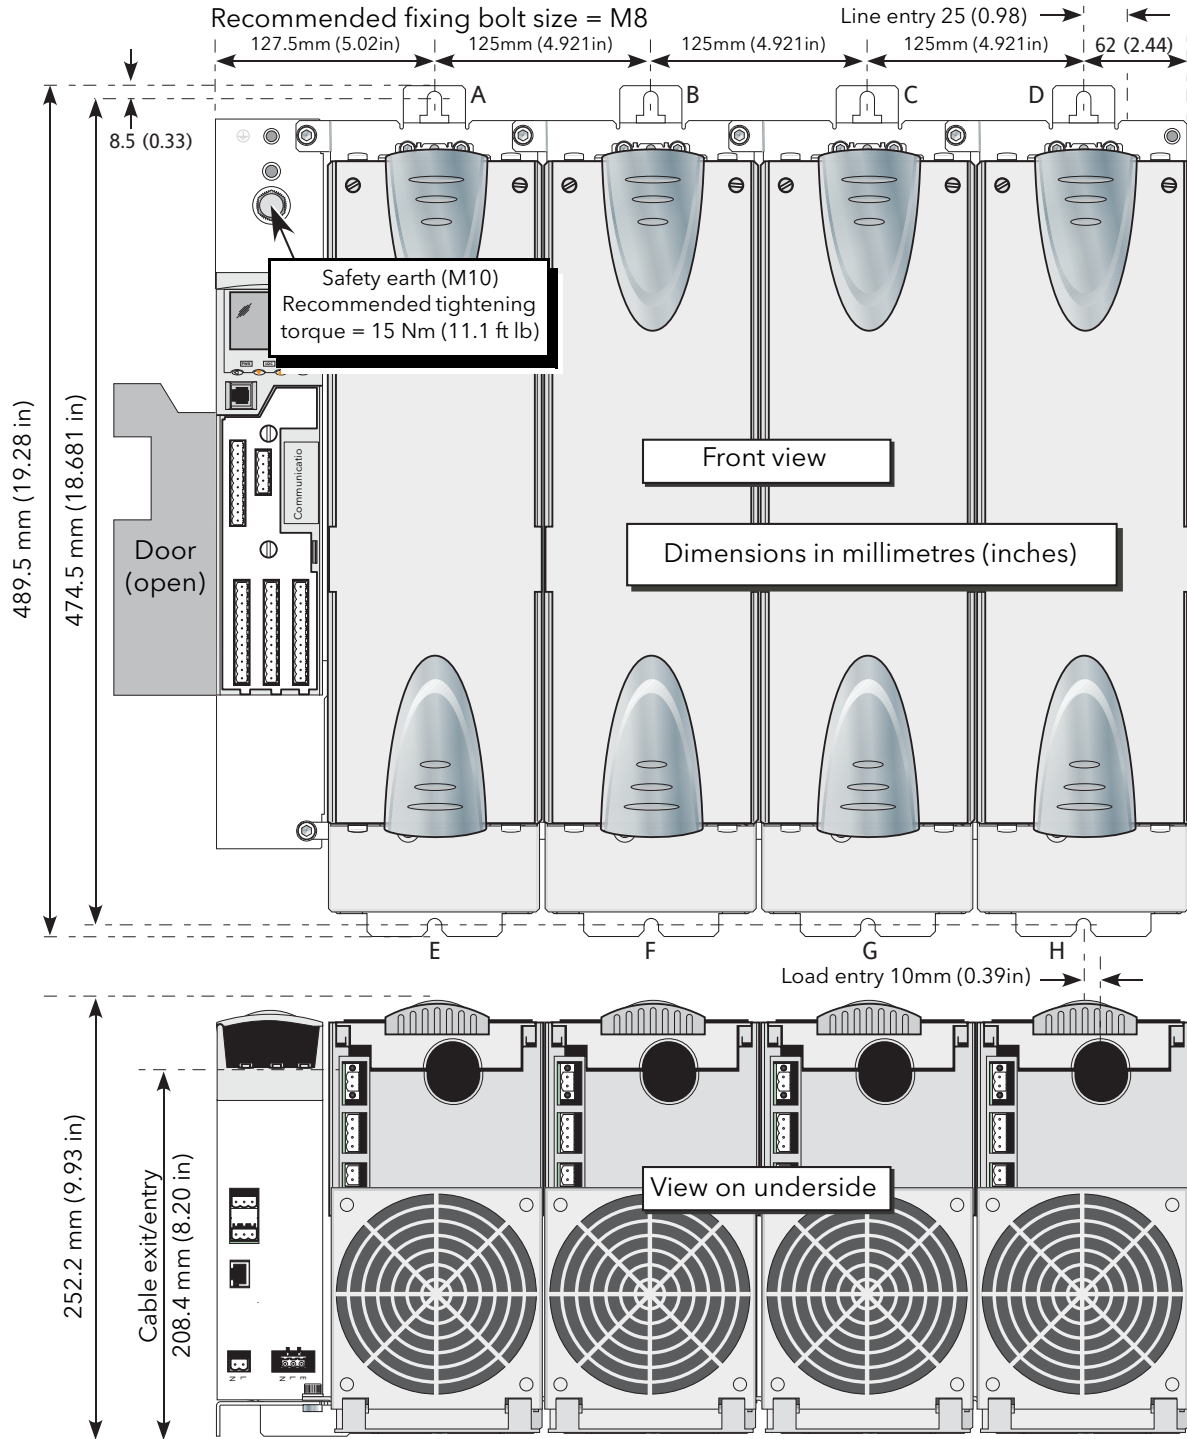 Recommended fixing bolt size = M8
Line entry 25 (0.98)
127.5mm (5.02in)
125mm (4.921in)
125mm (4.921in)
125mm (4.921in)
62 (2.44)
A
B
C
D
8.5 (0.33)
Safety earth (M10)
Recommended tightening
torque = 15 Nm (11.1 ft lb)
489.5 mm (19.28 in)
474.5 mm (18.681 in)
Communicatio
Front view
Dimensions in millimetres (inches)
Door
(open)
E
F
G
H
Load entry 10mm (0.39in)
252.2 mm (9.93 in)
Cable exit/entry
208.4 mm (8.20 in)
View on underside
N
L
N
L
E